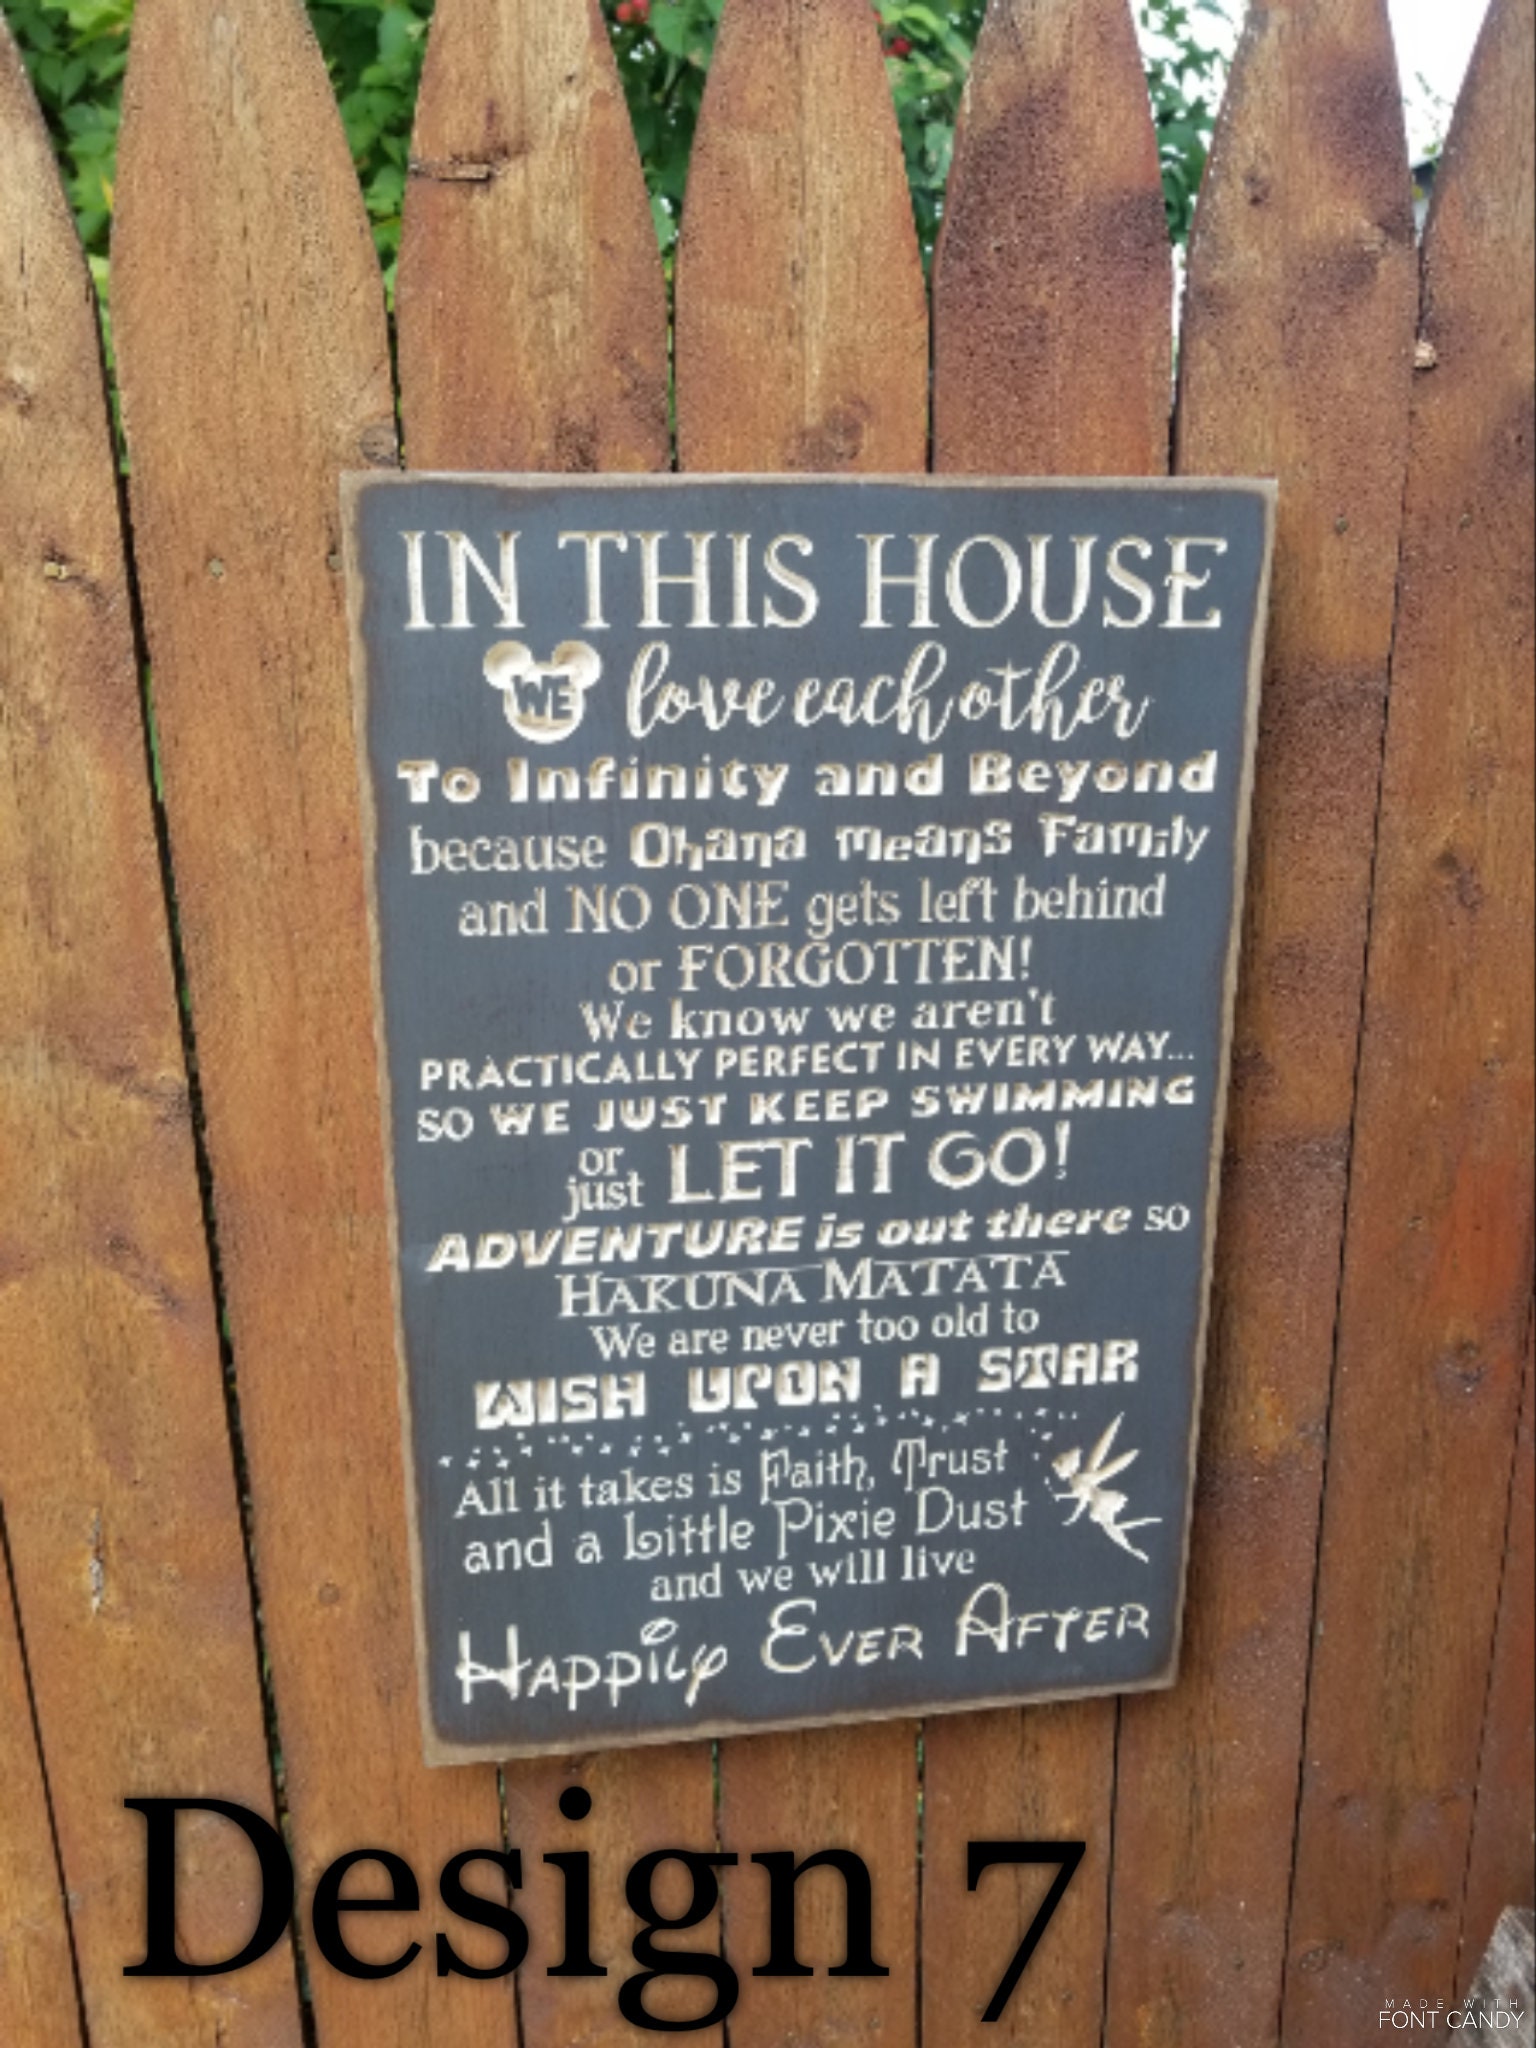 IN THIS HOUSE
WE love each other
To Infinity and Beyond
because Ohana means Family
and NO ONE gets left behind
or FORGOTTEN!
We know we aren't
PRACTICALLY PERFECT IN EVERY WAY...
SO WE JUST KEEP SWIMMING
or just LET IT GO!
ADVENTURE is out there so
HAKUNA MATATA
We are never too old to
WISH UPON A STAR
All it takes is Faith, Trust
and a Little Pixie Dust
and we will live
HAPPILY EVER AFTER
Design 7
MADE WITH
FONT CANDY